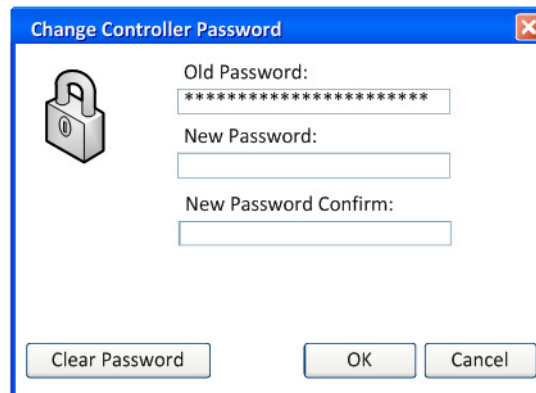 Change Controller Password
Old Password:
***********************
New Password:
New Password Confirm:
Clear Password
OK
Cancel